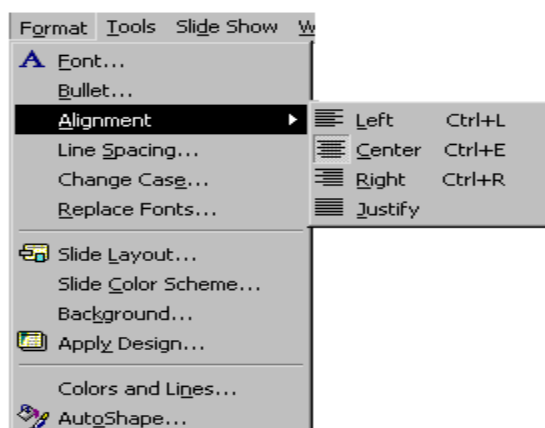 Format Tools Slide Show W
Font...
Bullet...
Alignment
Line Spacing...
Change Case...
Replace Fonts...
Slide Layout...
Slide Color Scheme...
Background...
Apply Design...
Colors and Lines...
AutoShape...
Left Ctrl+L
Center Ctrl+E
Right Ctrl+R
Justify